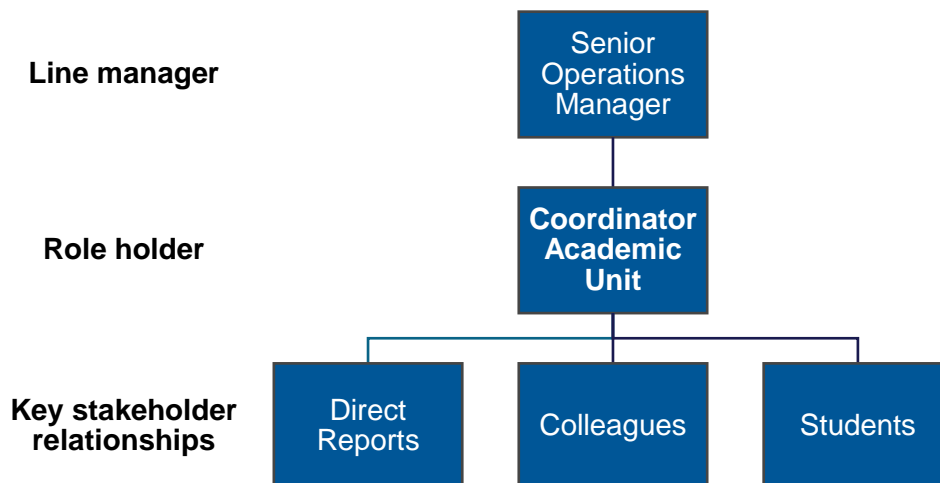 Line manager
Senior
Operations
Manager
Role holder
Coordinator
Academic
Unit
Key stakeholder
relationships
Direct
Reports
Colleagues
Students